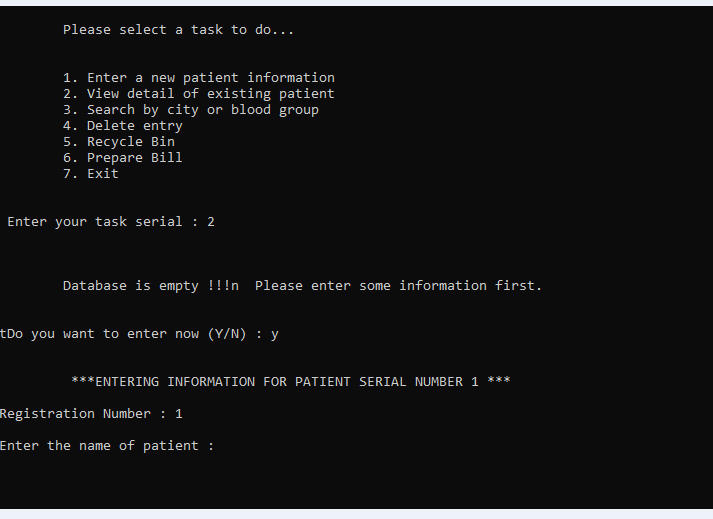 Please select a task to do...
1. Enter a new patient information
2. View detail of existing patient
3. Search by city or blood group
4. Delete entry
5. Recycle Bin
6. Prepare Bill
7. Exit
Enter your task serial : 2
Database is empty !!!n  Please enter some information first.
tDo you want to enter now (Y/N) : y
***ENTERING INFORMATION FOR PATIENT SERIAL NUMBER 1 ***
Registration Number : 1
Enter the name of patient :